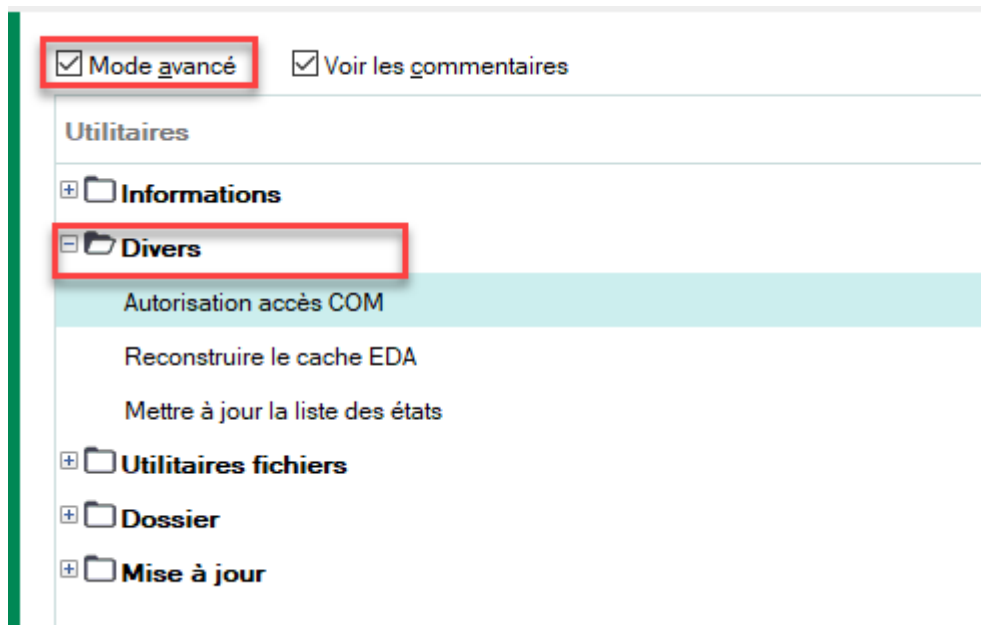 Mode avancé Voir les commentaires
Utilitaires
Informations
Divers
Autorisation accès COM
Reconstruire le cache EDA
Mettre à jour la liste des états
Utilitaires fichiers
Dossier
Mise à jour